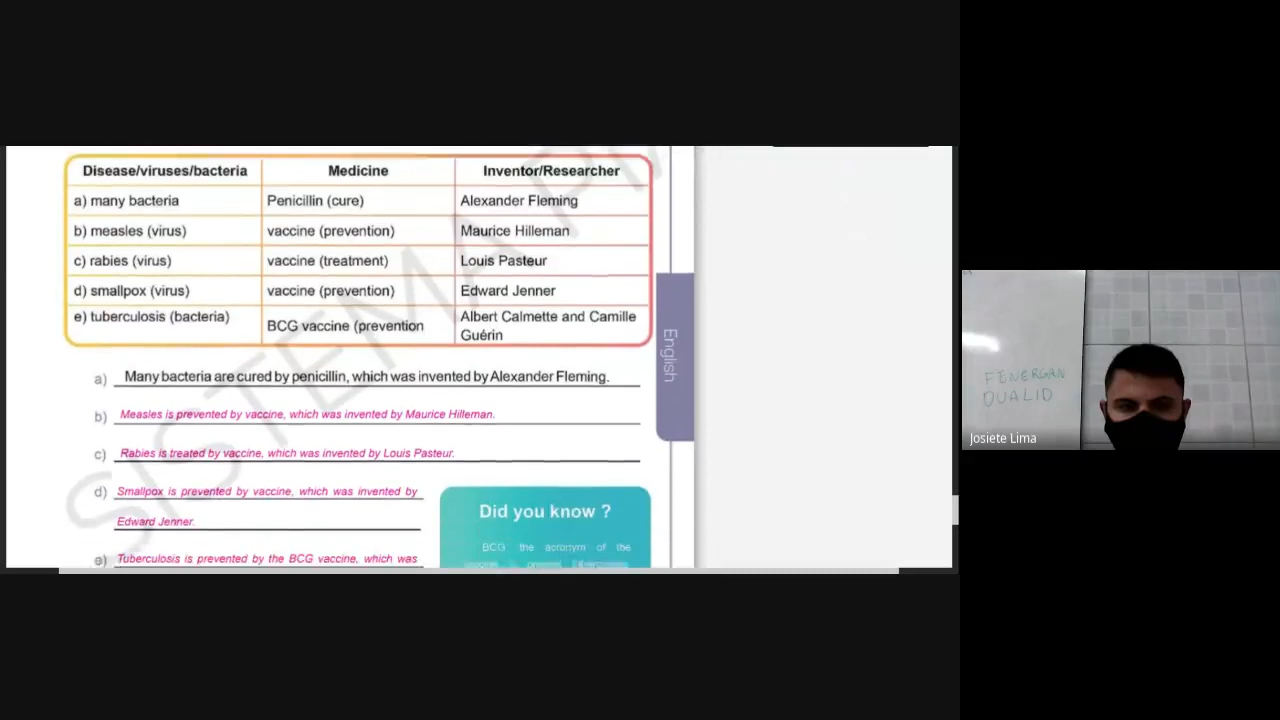 Disease/viruses/bacteria Medicine Inventor/Researcher
a) many bacteria Penicillin (cure) Alexander Fleming
b) measles (virus) vaccine (prevention) Maurice Hilleman
c) rabies (virus) vaccine (treatment) Louis Pasteur
d) smallpox (virus) vaccine (prevention) Edward Jenner
e) tuberculosis (bacteria) BCG vaccine (prevention Albert Calmette and Camille
Guérin
a) Many bacteria are cured by penicillin, which was invented by Alexander Fleming.
b) Measles is prevented by vaccine, which was invented by Maurice Hilleman.
c) Rabies is treated by vaccine, which was invented by Louis Pasteur.
d) Smallpox is prevented by vaccine, which was invented by
Edward Jenner.
e) Tuberculosis is prevented by the BCG vaccine, which was
Did you know ?
BCG the acronym of the
English
SISTEMA
FENERGAN
DUALID
Josiete Lima